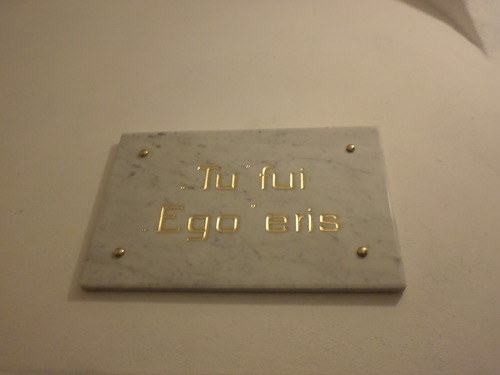 .. Tu fui
.. Ego eris